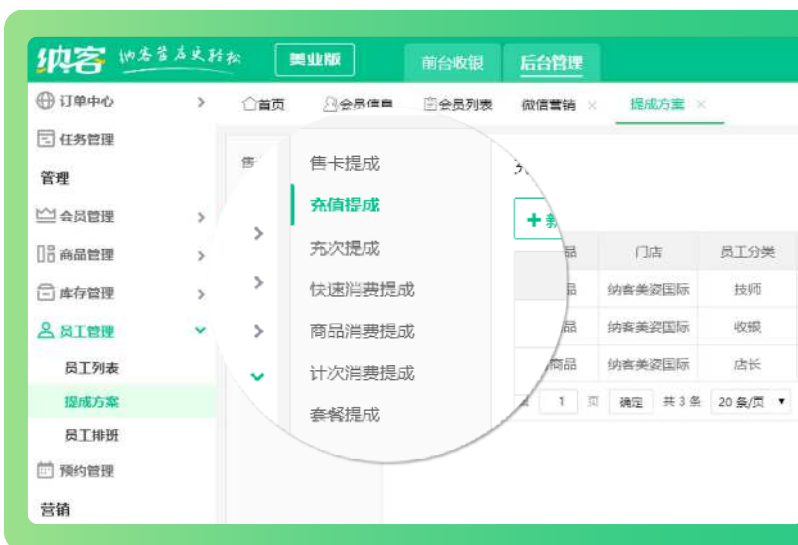 纳客 纳客管店更轻松 美业版 前台收银 后台管理
订单中心 首页 会员信息 会员列表 微信营销 提成方案
任务管理
管理
会员管理
商品管理
库存管理
员工管理
员工列表
提成方案
员工排班
预约管理
营销
售
售卡提成
充值提成
充次提成
快速消费提成
商品消费提成
计次消费提成
套餐提成
品 门店 员工分类
品 纳客美姿国际 技师
品 纳客美姿国际 收银
商品 纳客美姿国际 店长
1 页 确定 共 3 条 20 条/页